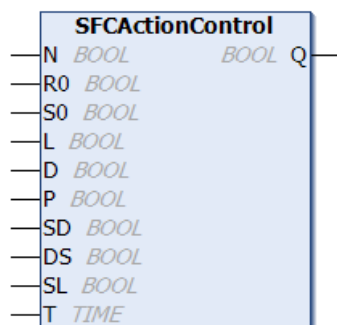 SFCActionControl
N BOOL BOOL Q
R0 BOOL
S0 BOOL
L BOOL
D BOOL
P BOOL
SD BOOL
DS BOOL
SL BOOL
T TIME